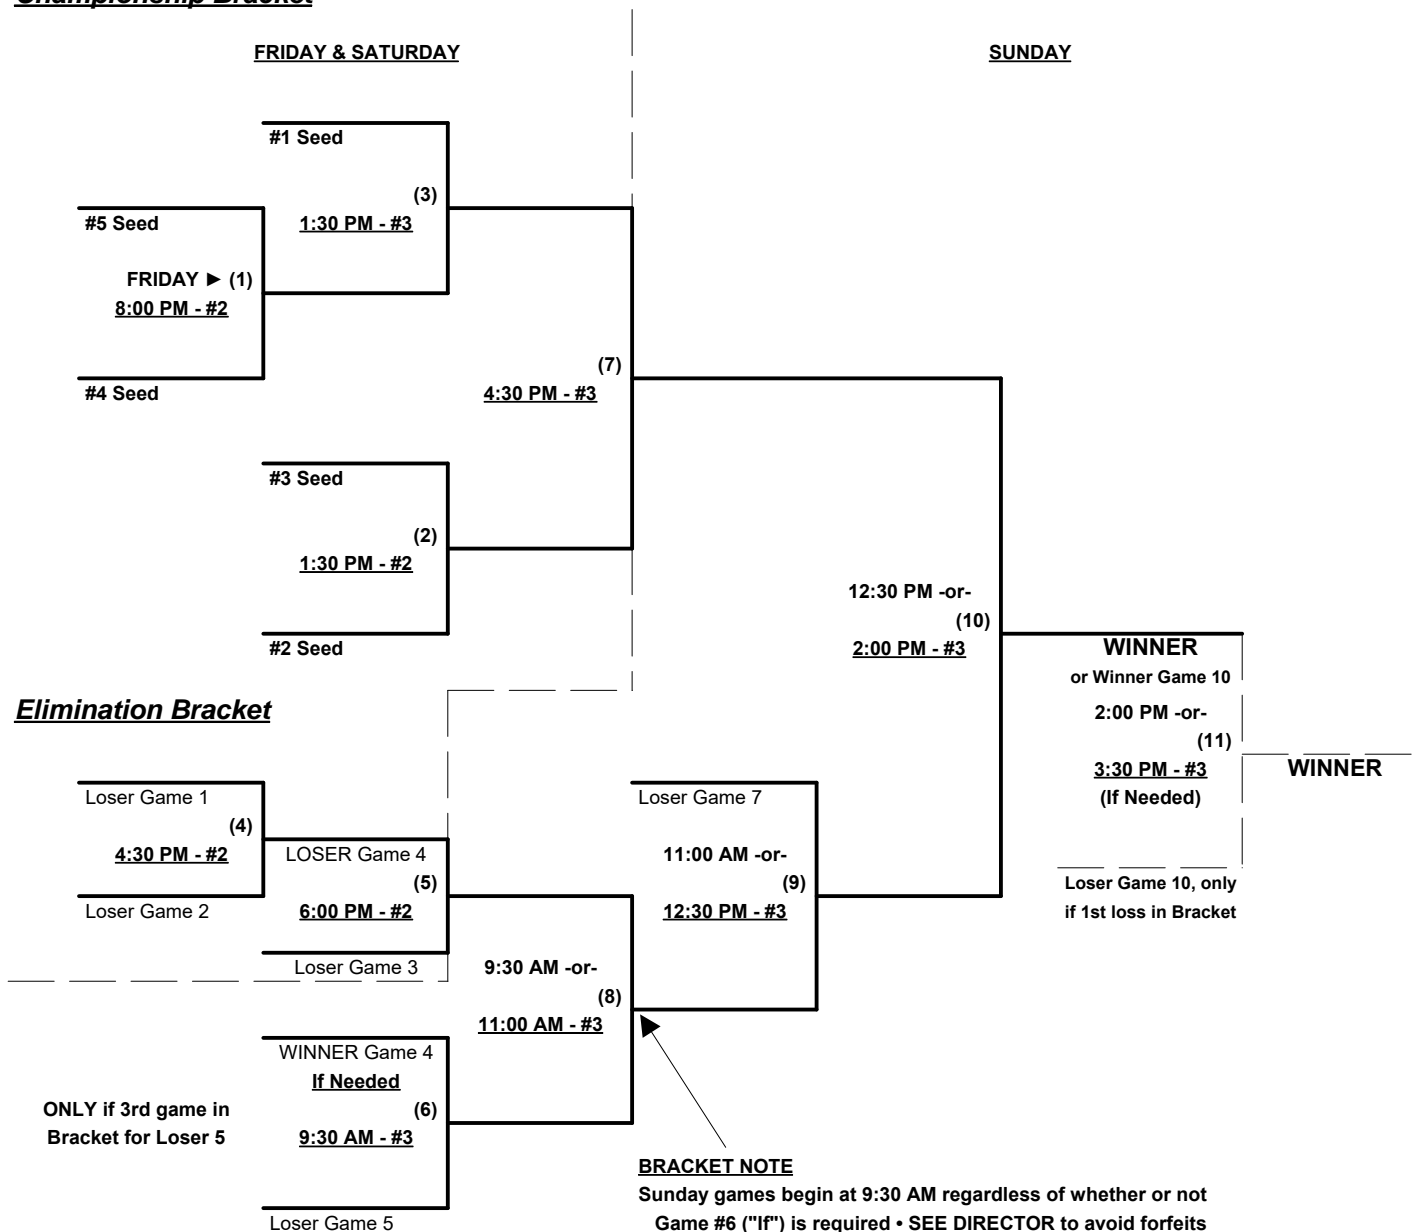 Championship Bracket
FRIDAY & SATURDAY
SUNDAY
#1 Seed
(3)
1:30 PM - #3
#5 Seed
FRIDAY ► (1)
8:00 PM - #2
#4 Seed
(7)
4:30 PM - #3
#3 Seed
(2)
1:30 PM - #2
#2 Seed
12:30 PM -or-
(10)
2:00 PM - #3
WINNER
or Winner Game 10
2:00 PM -or-
(11)
3:30 PM - #3
(If Needed)
WINNER
Loser Game 10, only
if 1st loss in Bracket
Elimination Bracket
Loser Game 1
(4)
4:30 PM - #2
Loser Game 2
LOSER Game 4
(5)
6:00 PM - #2
Loser Game 3
Loser Game 7
11:00 AM -or-
(9)
12:30 PM - #3
9:30 AM -or-
(8)
11:00 AM - #3
WINNER Game 4
If Needed
(6)
9:30 AM - #3
Loser Game 5
ONLY if 3rd game in
Bracket for Loser 5
BRACKET NOTE
Sunday games begin at 9:30 AM regardless of whether or not
Game #6 ("If") is required • SEE DIRECTOR to avoid forfeits